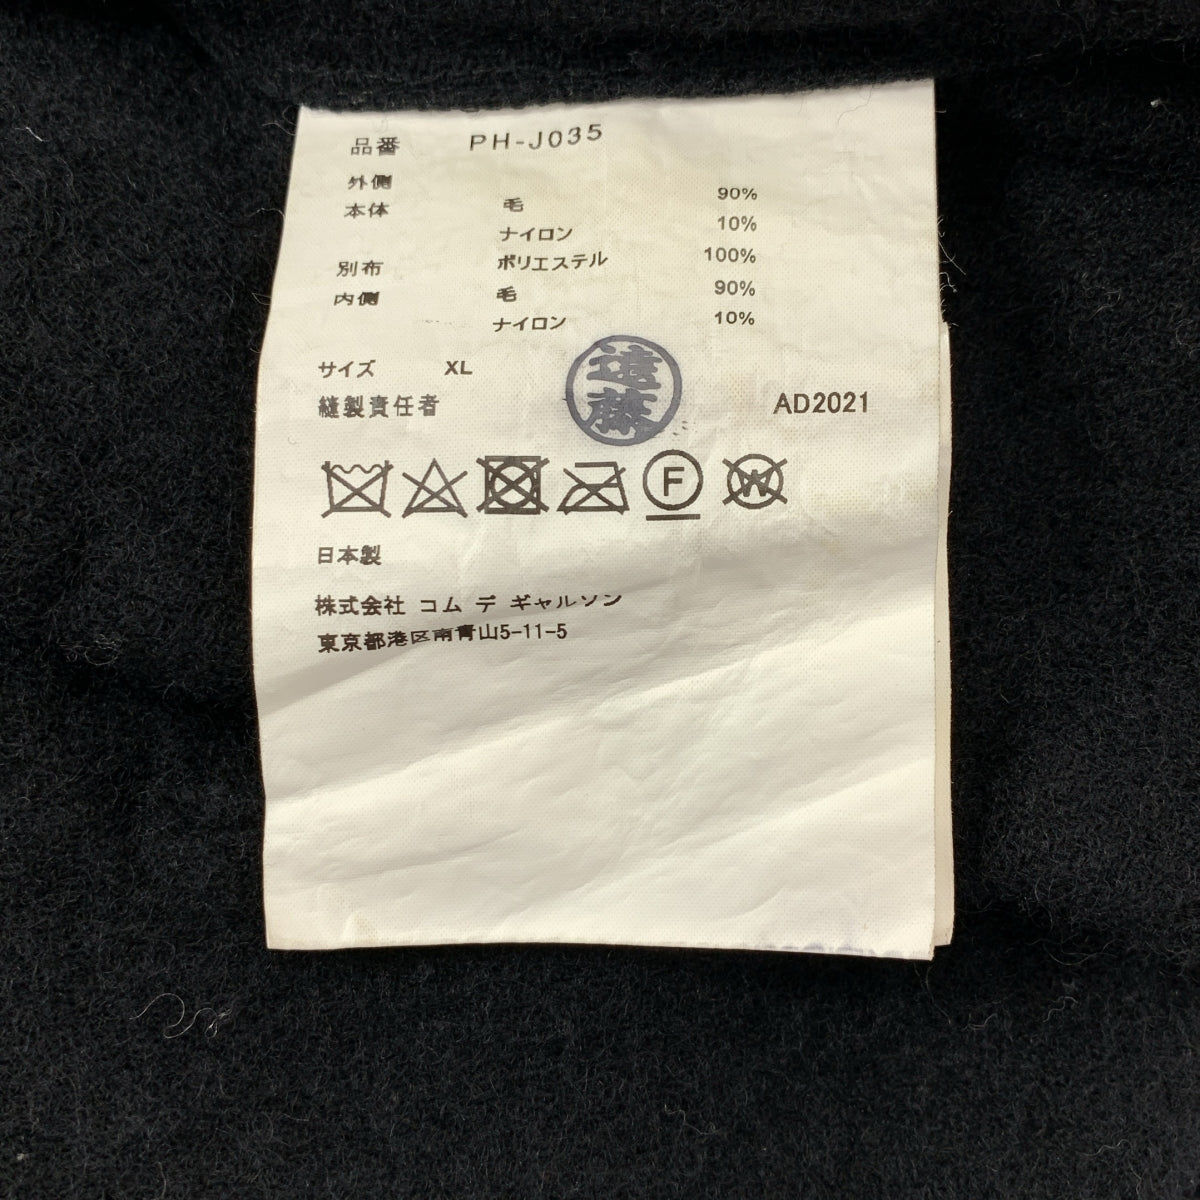 品番 PH-J035
外側
本体 毛 90%
ナイロン 10%
別布 ポリエステル 100%
内側 毛 90%
ナイロン 10%
サイズ XL
縫製責任者 遠藤 AD2021
F W
日本製
株式会社 コム デ ギャルソン
東京都港区南青山5-11-5